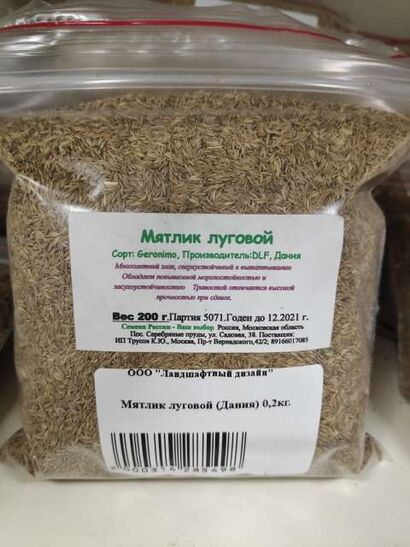 Мятлик луговой
Сорт: Geronimo, Производитель:DLF, Дания
Многолетний злак, сверхустойчивый к вытаптыванию
Обладает повышенной морозостойкостью и
засухоустойчивостью Травостой отличается высокой
прочностью при сдвиге.
Вес 200 г.Партия 5071.Годен до 12.2021 г.
Семена России - Ваш выбор Россия, Московская область
Пос. Серебряные пруды, ул. Садовая, 38. Поставщик:
ИП Трусов К.Ю., Москва, Пр-т Вернадского,42/2; 89166017085
ООО "Ландшафтный дизайн"
Мятлик луговой (Дания) 0,2кг.
2000314285498